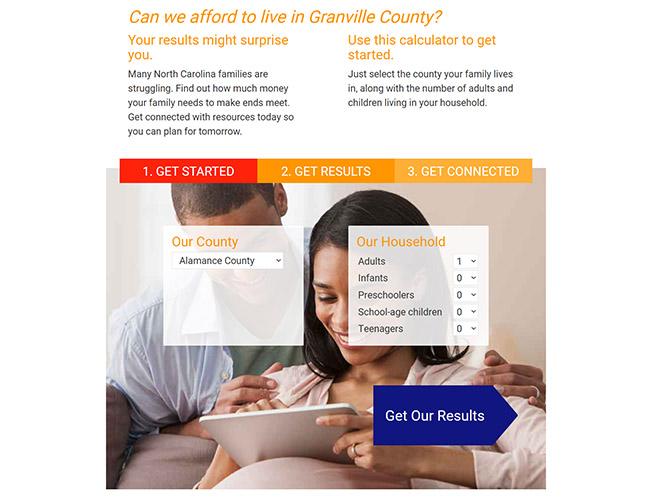 Can we afford to live in Granville County?
Your results might surprise
you.
Many North Carolina families are
struggling. Find out how much money
your family needs to make ends meet.
Get connected with resources today so
you can plan for tomorrow.
Use this calculator to get
started.
Just select the county your family lives
in, along with the number of adults and
children living in your household.
1. GET STARTED
2. GET RESULTS
3. GET CONNECTED
Our County
Alamance County
Our Household
Adults 1
Infants 0
Preschoolers 0
School-age children 0
Teenagers 0
Get Our Results